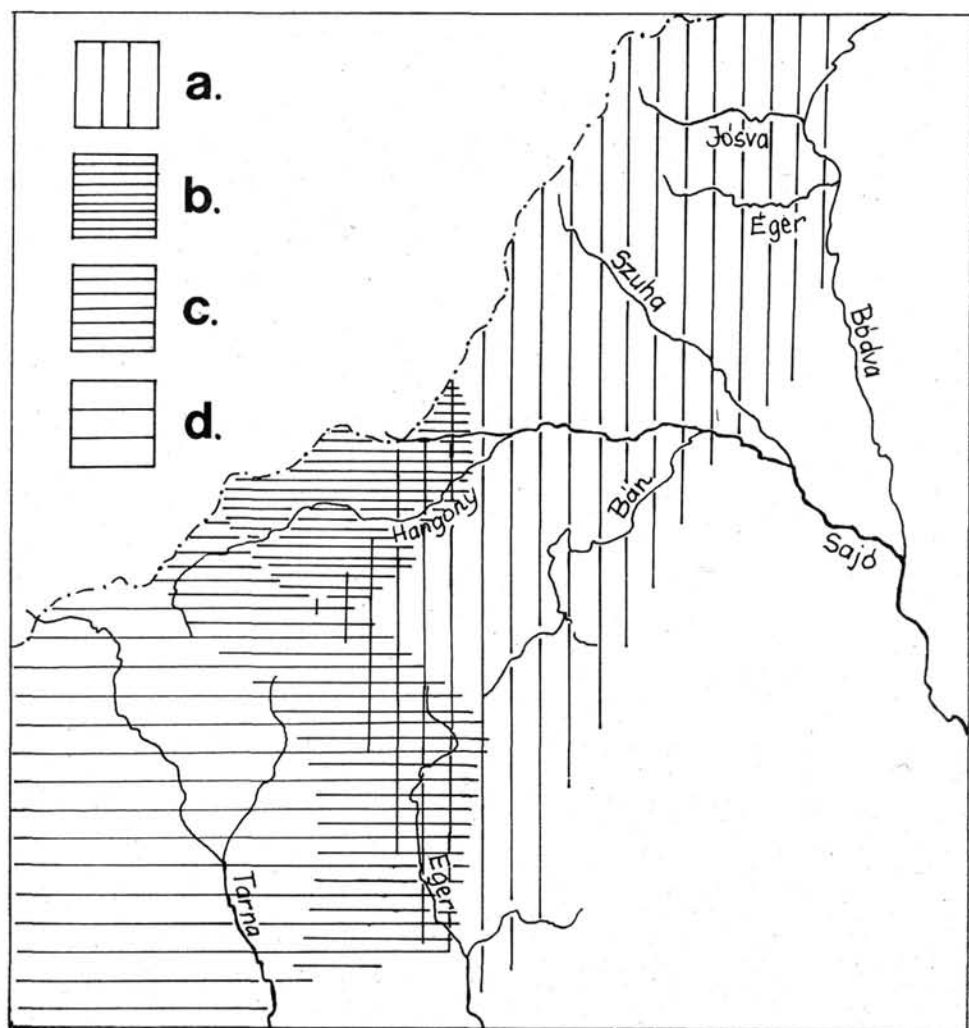 a.
b.
c.
d.
Jósva
Eger
Szuha
Bódva
Bán
Hangony
Sajó
Eger
Tarna